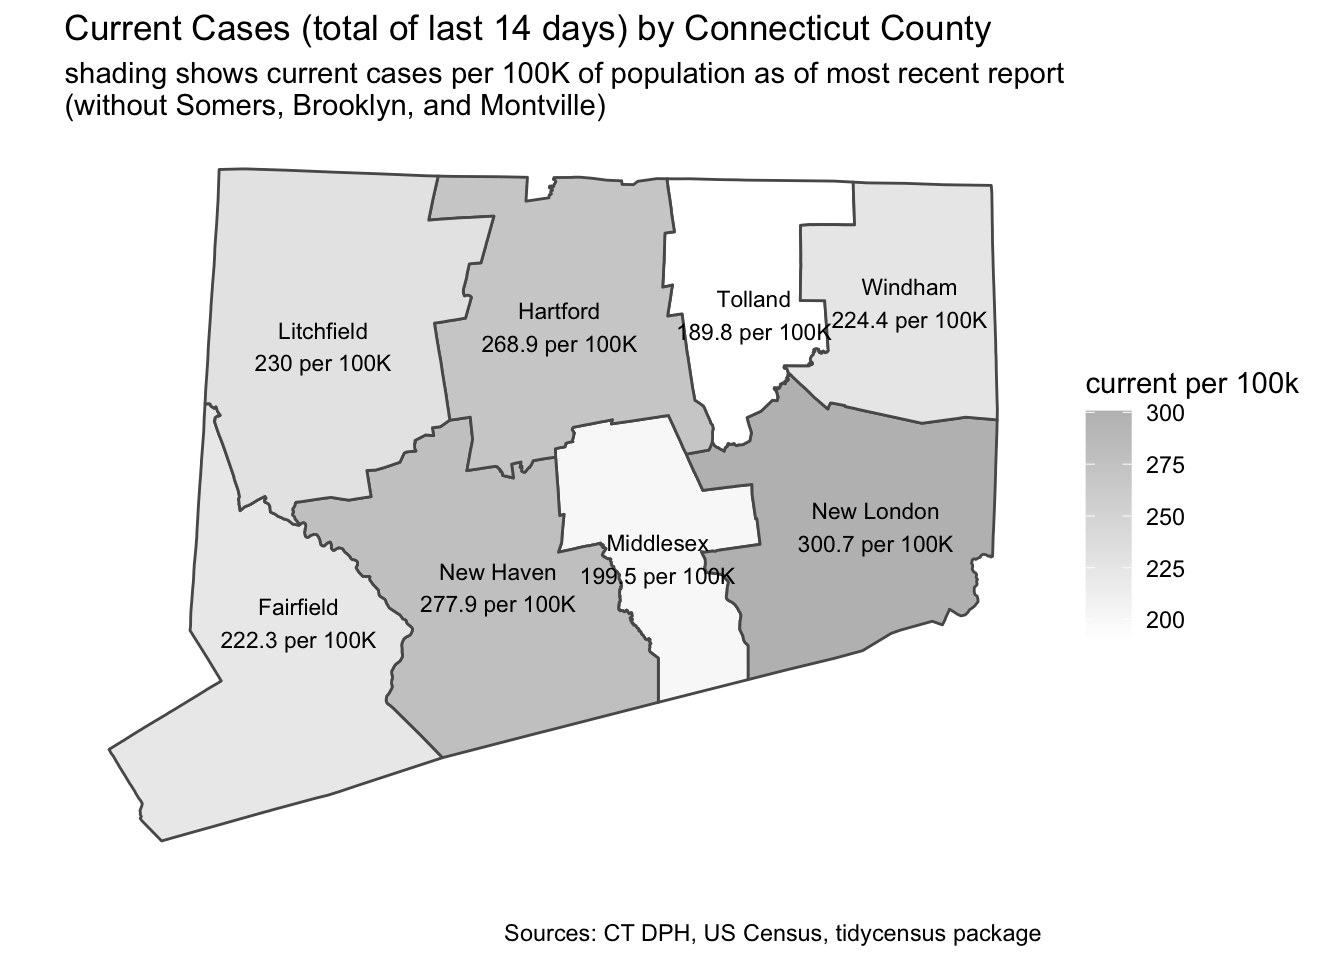 Current Cases (total of last 14 days) by Connecticut County
shading shows current cases per 100K of population as of most recent report
(without Somers, Brooklyn, and Montville)
Litchfield
230 per 100K
Hartford
268.9 per 100K
Tolland
189.8 per 100K
Windham
224.4 per 100K
New London
300.7 per 100K
Middlesex
199.5 per 100K
New Haven
277.9 per 100K
Fairfield
222.3 per 100K
current per 100k
300
275
250
225
200
Sources: CT DPH, US Census, tidycensus package